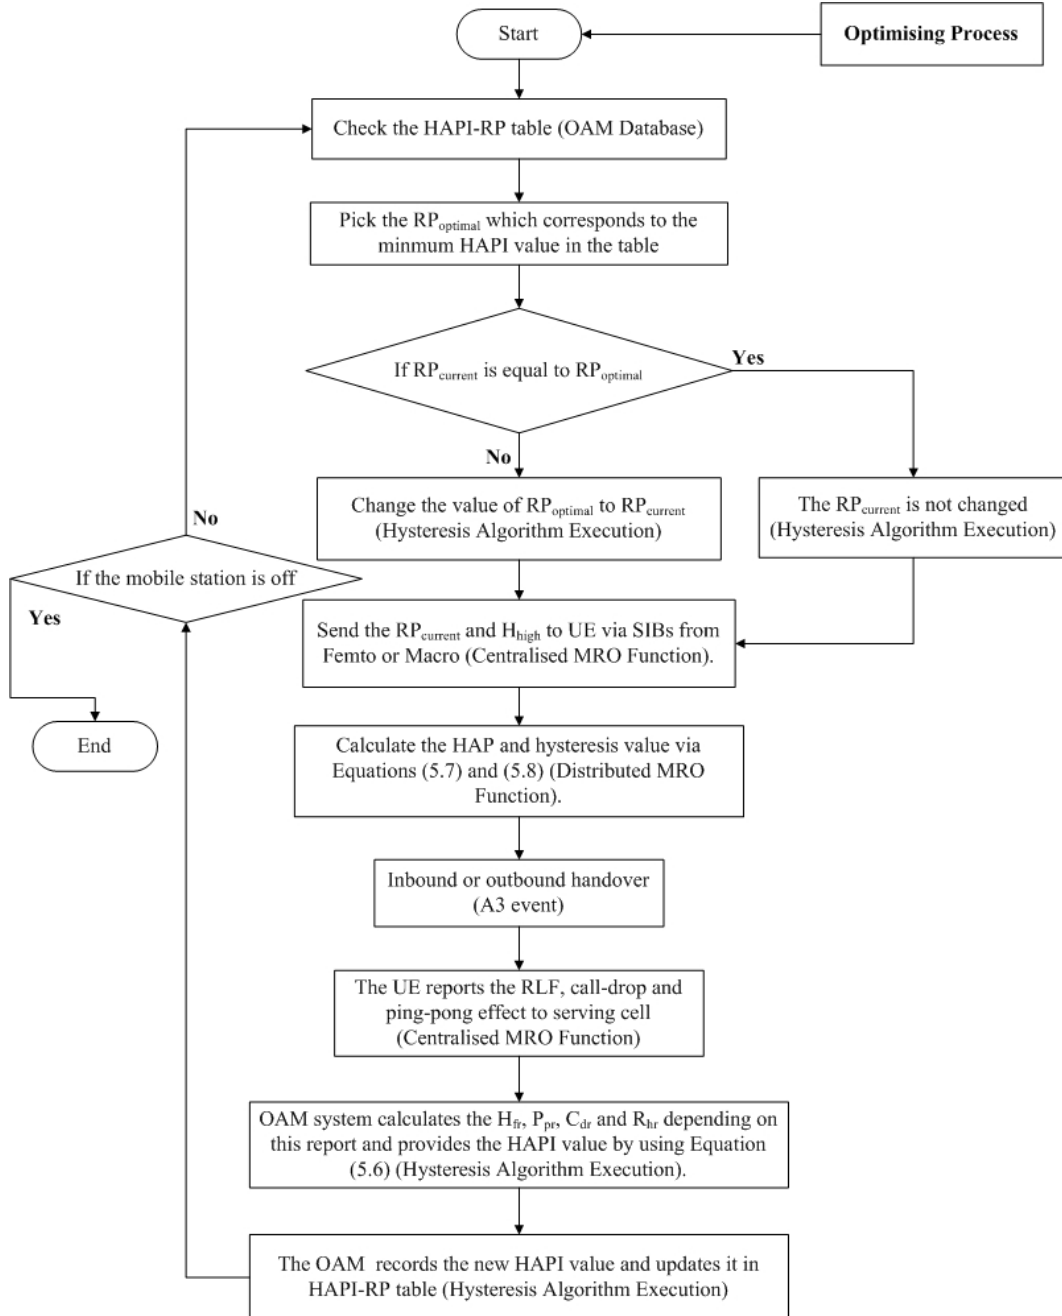 Start
Optimising Process
Check the HAPI-RP table (OAM Database)
Pick the RPoptimal which corresponds to the
minmum HAPI value in the table
If RPcurrent is equal to RPoptimal
Yes
No
Change the value of RPoptimal to RPcurrent
(Hysteresis Algorithm Execution)
The RPcurrent is not changed
(Hysteresis Algorithm Execution)
No
If the mobile station is off
Yes
End
Send the RPcurrent and Hhigh to UE via SIBs from
Femto or Macro (Centralised MRO Function).
Calculate the HAP and hysteresis value via
Equations (5.7) and (5.8) (Distributed MRO
Function).
Inbound or outbound handover
(A3 event)
The UE reports the RLF, call-drop and
ping-pong effect to serving cell
(Centralised MRO Function)
OAM system calculates the Hfr, Ppr, Cdr and Rhr depending on
this report and provides the HAPI value by using Equation
(5.6) (Hysteresis Algorithm Execution).
The OAM records the new HAPI value and updates it in
HAPI-RP table (Hysteresis Algorithm Execution)